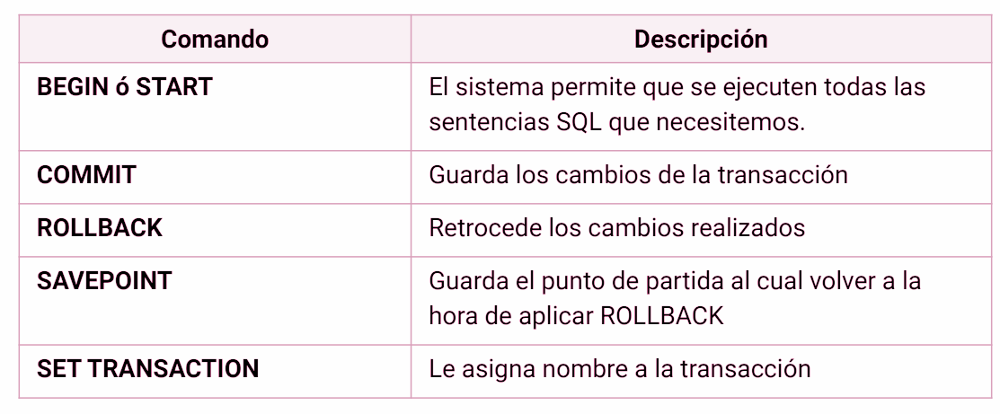 Comando Descripción
BEGIN ó START El sistema permite que se ejecuten todas las
sentencias SQL que necesitemos.
COMMIT Guarda los cambios de la transacción
ROLLBACK Retrocede los cambios realizados
SAVEPOINT Guarda el punto de partida al cual volver a la
hora de aplicar ROLLBACK
SET TRANSACTION Le asigna nombre a la transacción